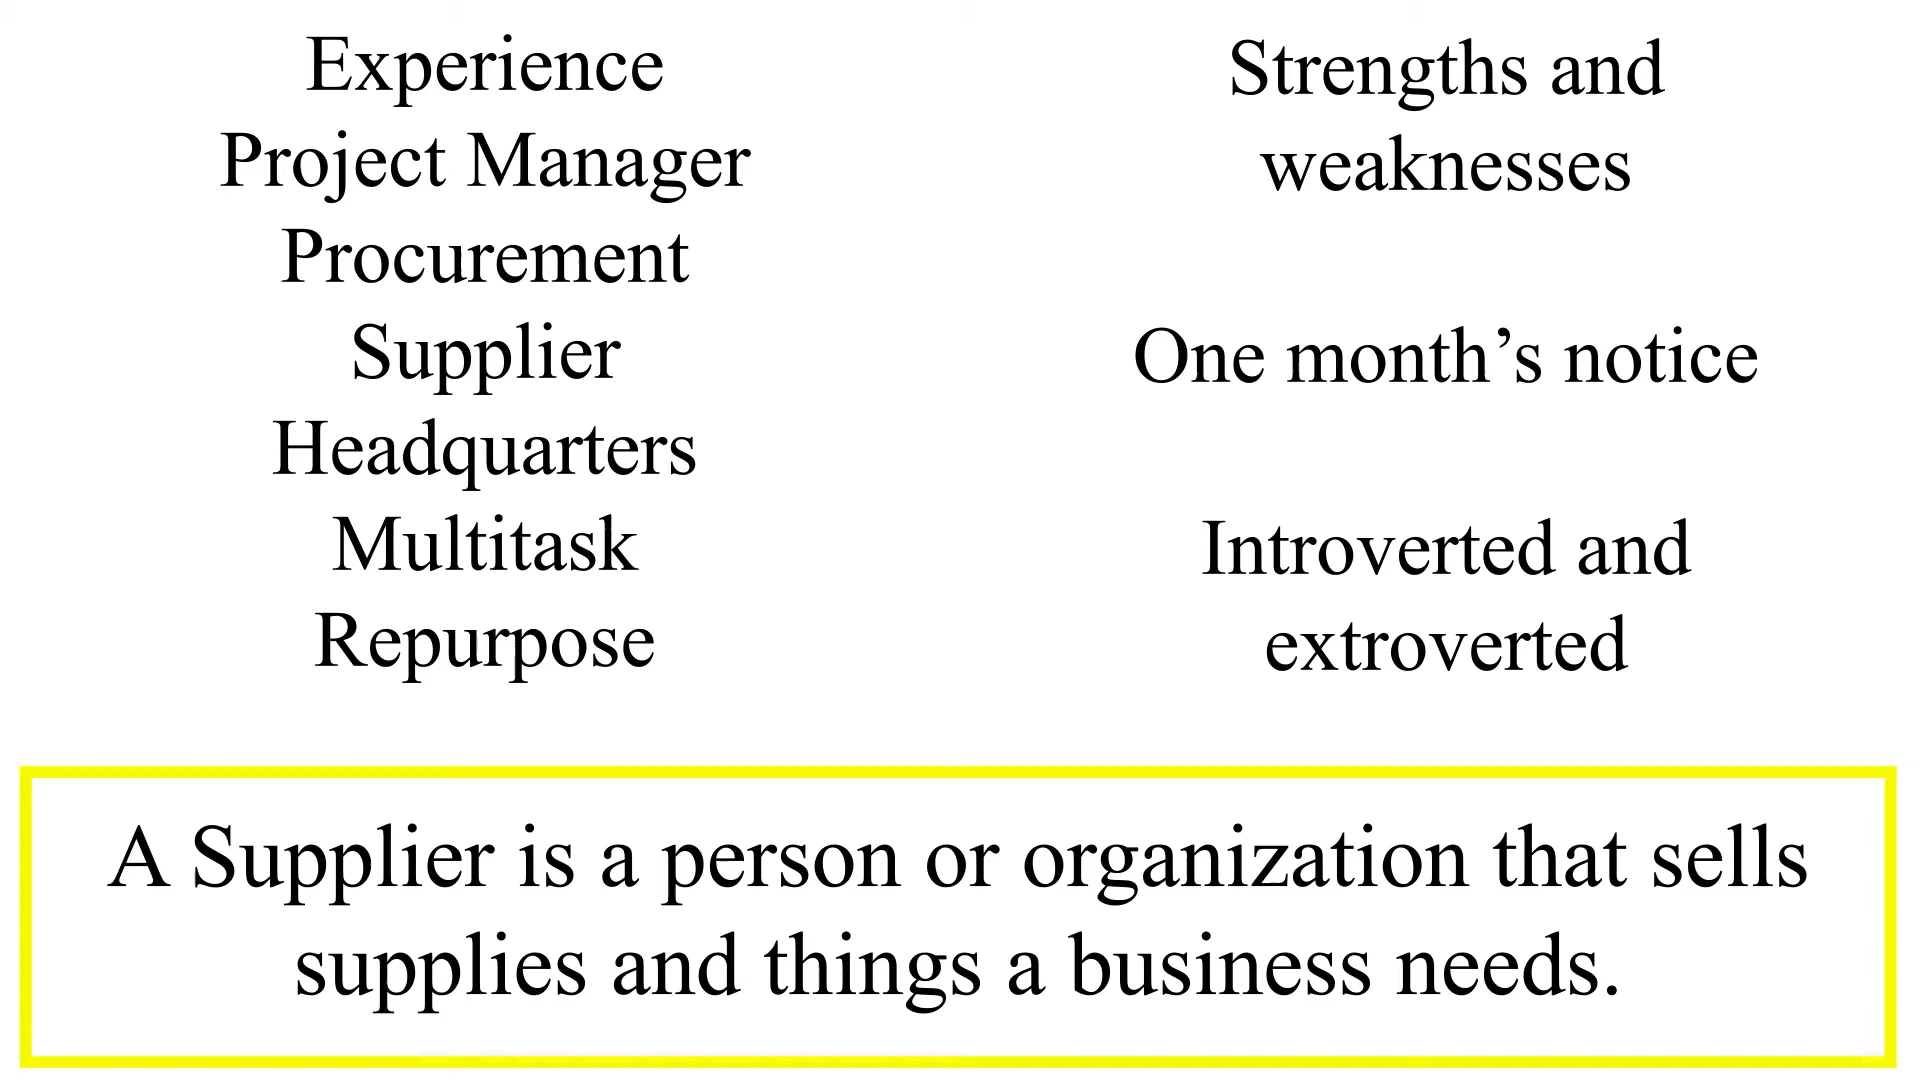 Experience
Project Manager
Procurement
Supplier
Headquarters
Multitask
Repurpose
Strengths and
weaknesses
One month’s notice
Introverted and
extroverted
A Supplier is a person or organization that sells
supplies and things a business needs.